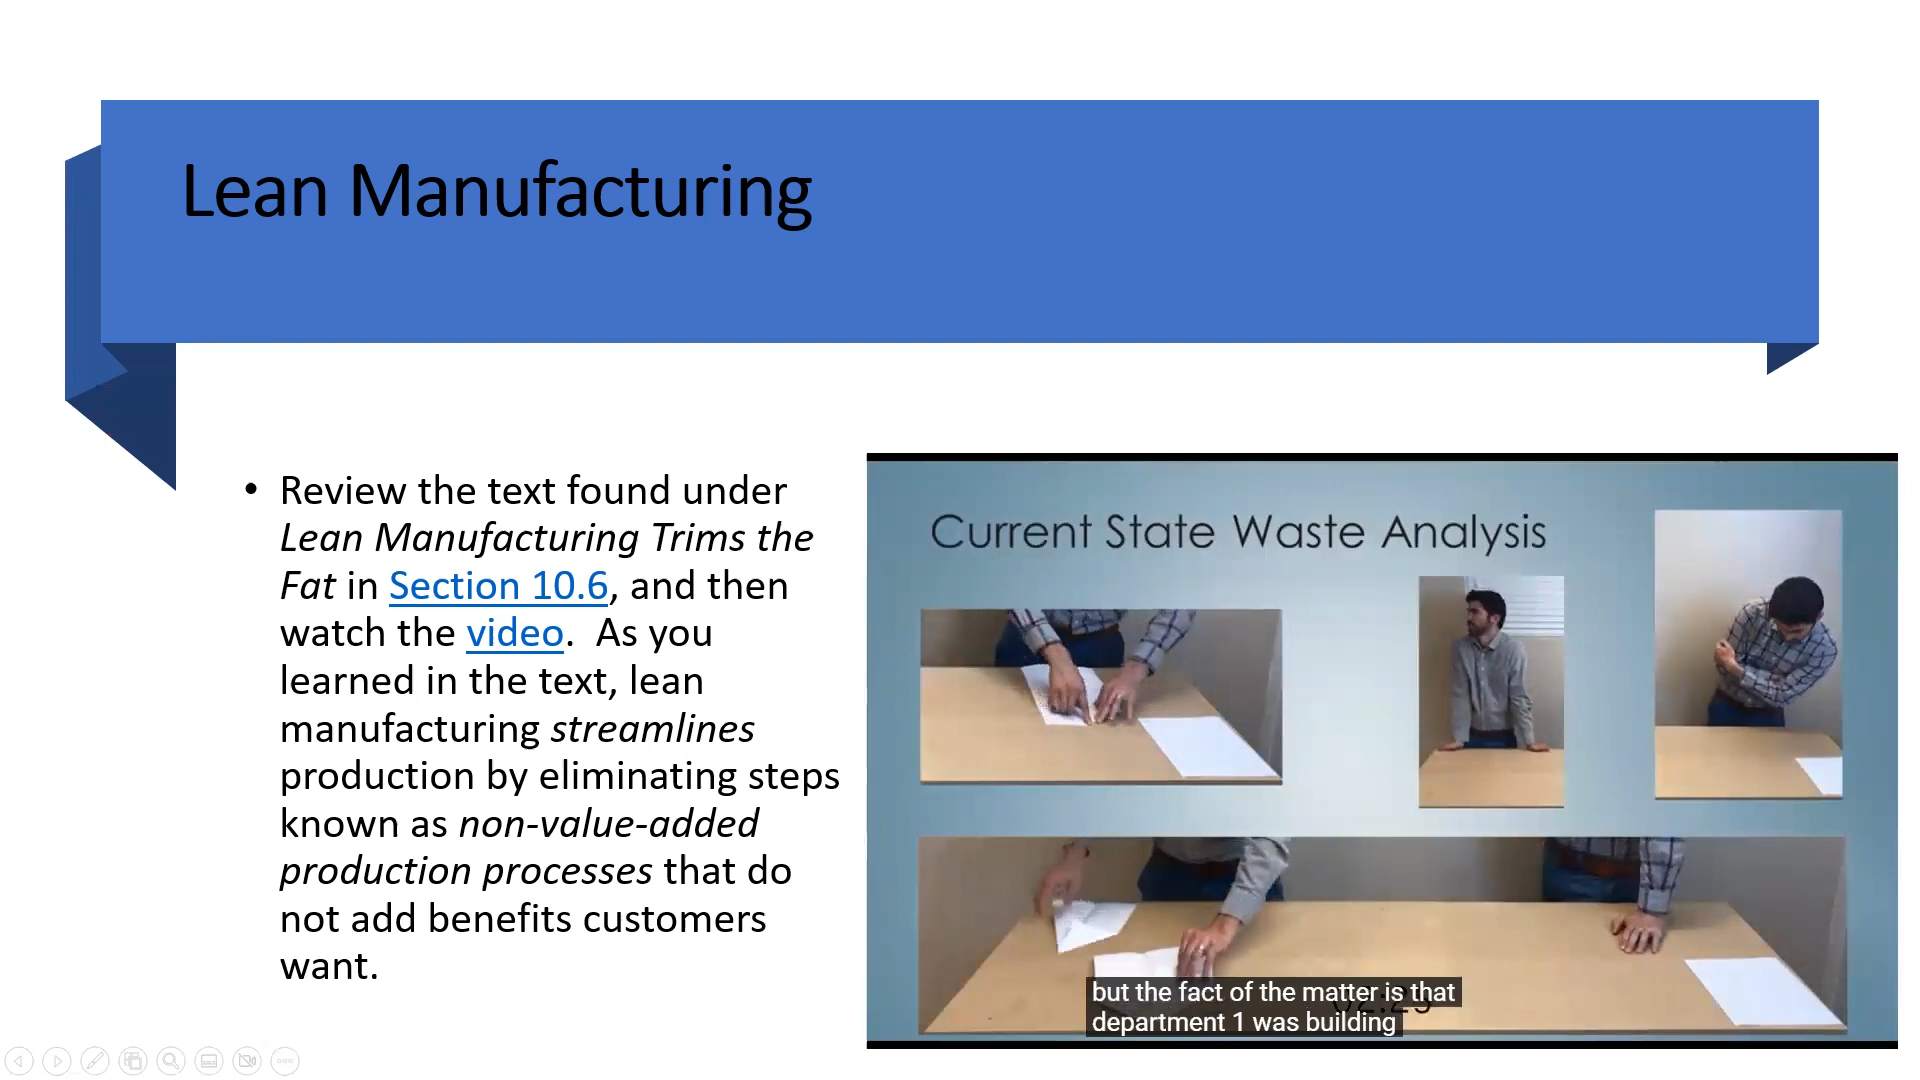 Lean Manufacturing
• Review the text found under
Lean Manufacturing Trims the
Fat in Section 10.6, and then
watch the video.  As you
learned in the text, lean
manufacturing streamlines
production by eliminating steps
known as non-value-added
production processes that do
not add benefits customers
want.
Current State Waste Analysis
but the fact of the matter is that
department 1 was building